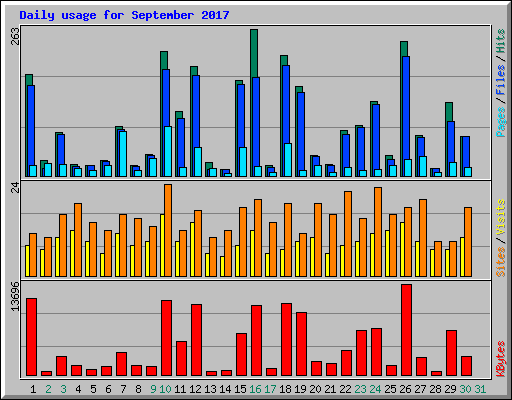 Daily usage for September 2017
263
Pages/Files/Hits
24
Sites/Visits
13696
KBytes
1 2 3 4 5 6 7 8 9 10 11 12 13 14 15 16 17 18 19 20 21 22 23 24 25 26 27 28 29 30 31